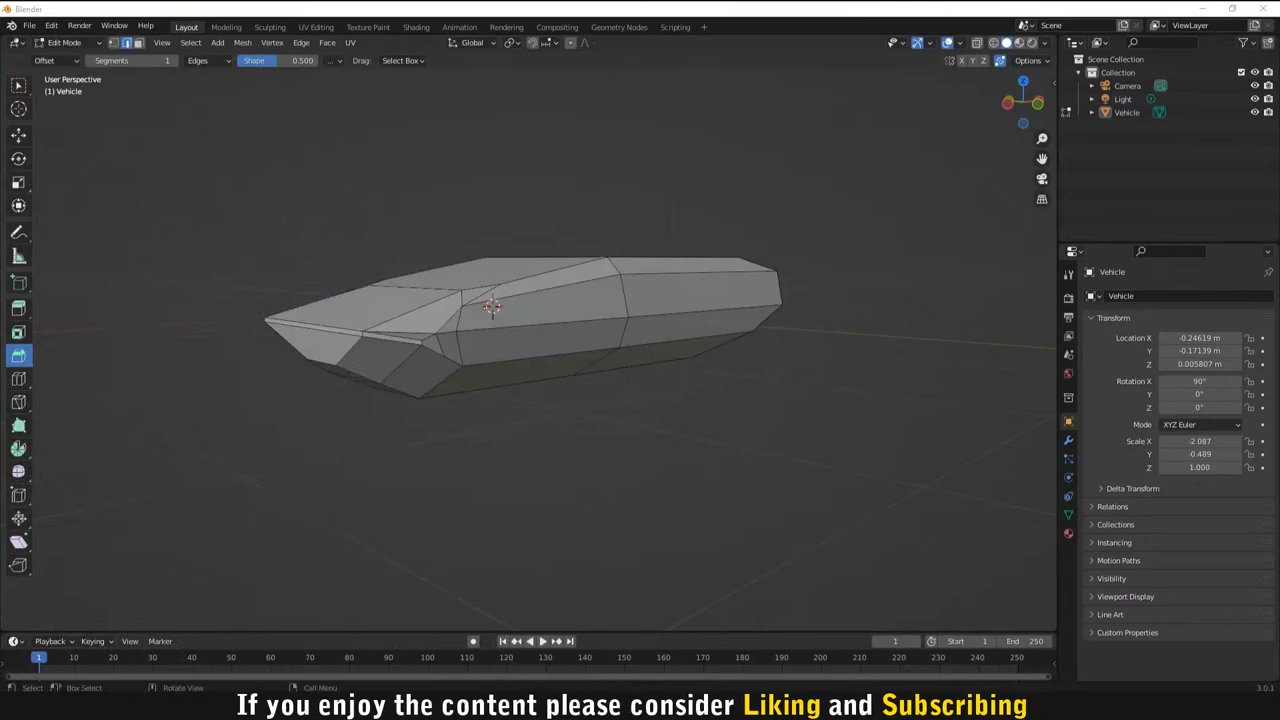 Blender
File Edit Render Window Help Layout Modeling Sculpting UV Editing Texture Paint Shading Animation Rendering Compositing Geometry Nodes Scripting + Scene ViewLayer
Edit Mode View Select Add Mesh Vertex Edge Face UV Global
Offset Segments 1 Edges Shape 0.500 ... Drag: Select Box X Y Z Options
User Perspective
(1) Vehicle
Z
Scene Collection
Collection
Camera
Light
Vehicle
Vehicle
Vehicle
Transform
Location X -0.24619 m
Y -0.17139 m
Z 0.005807 m
Rotation X 90°
Y 0°
Z 0°
Mode XYZ Euler
Scale X -2.087
Y -0.489
Z 1.000
Delta Transform
Relations
Collections
Instancing
Motion Paths
Visibility
Viewport Display
Line Art
Custom Properties
Playback Keying View Marker 1 Start 1 End 250
1 10 20 30 40 50 60 70 80 90 100 110 120 130 140 150 160 170 180 190 200 210 220 230 240 250
Select Box Select Rotate View Call Menu 3.0.1
If you enjoy the content please consider Liking and Subscribing